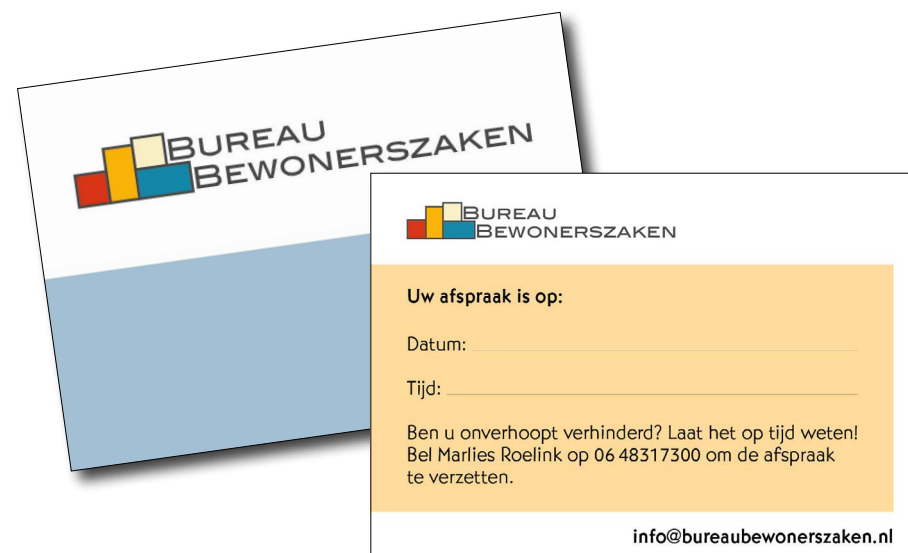 BUREAU
BEWONERSZAKEN
BUREAU
BEWONERSZAKEN
Uw afspraak is op:
Datum:
Tijd:
Ben u onverhoopt verhinderd? Laat het op tijd weten!
Bel Marlies Roelink op 06 48317300 om de afspraak
te verzetten.
info@bureaubewonerszaken.nl